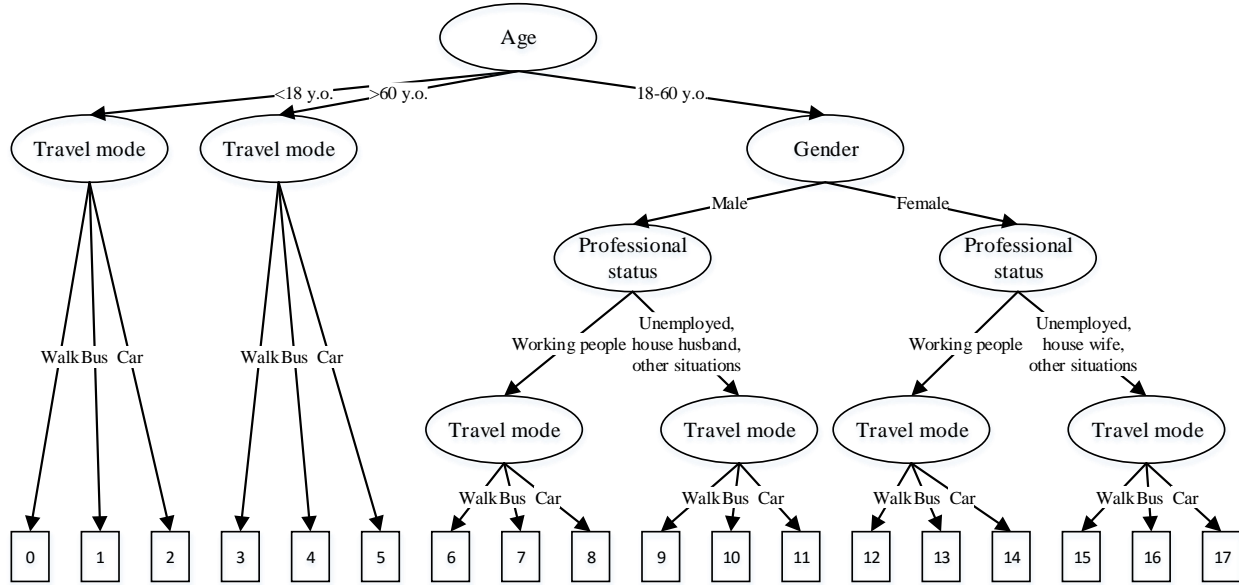 Age
<18 y.o.
>60 y.o.
18-60 y.o.
Travel mode
Travel mode
Gender
Male
Female
Professional
status
Professional
status
Walk
Bus
Car
Walk
Bus
Car
Working people
Unemployed,
house husband,
other situations
Working people
Unemployed,
house wife,
other situations
Travel mode
Travel mode
Travel mode
Travel mode
Walk
Bus
Car
Walk
Bus
Car
Walk
Bus
Car
Walk
Bus
Car
0
1
2
3
4
5
6
7
8
9
10
11
12
13
14
15
16
17